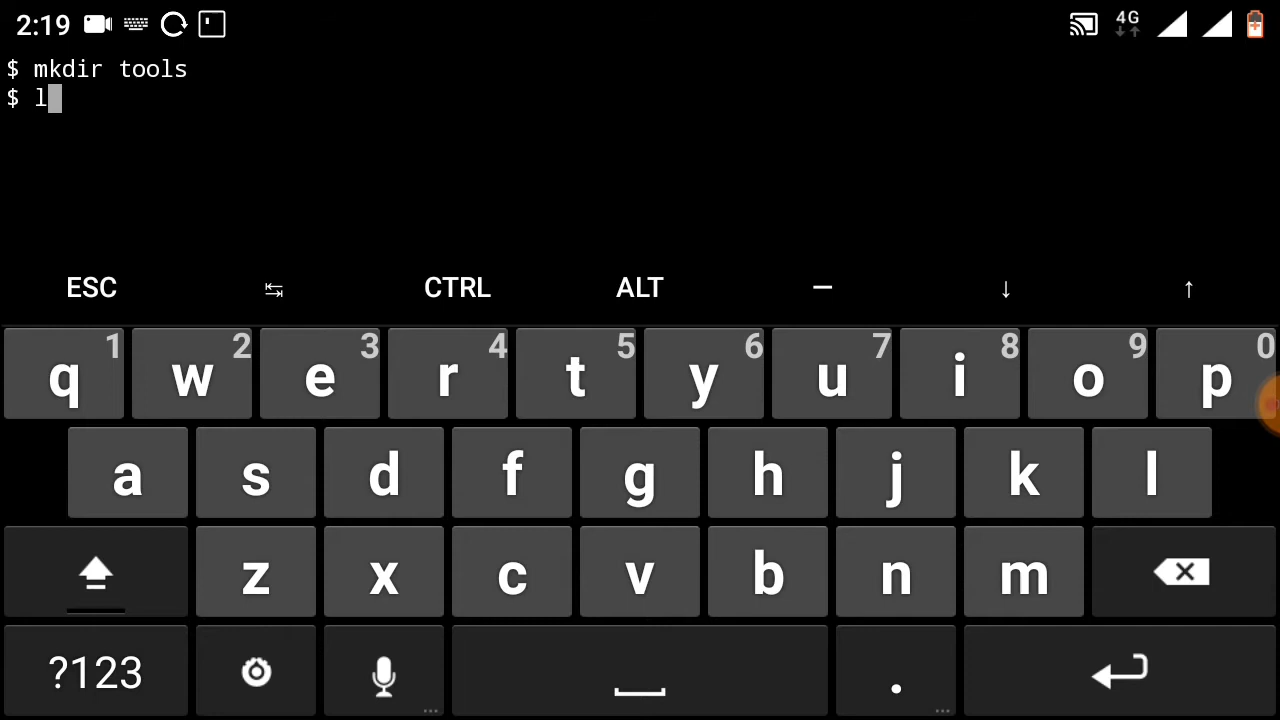 2:19 4G
$ mkdir tools
$ l
ESC ↹ CTRL ALT – ↓ ↑
1 2 3 4 5 6 7 8 9 0
q w e r t y u i o p
a s d f g h j k l
z x c v b n m
?123 . 
... ...